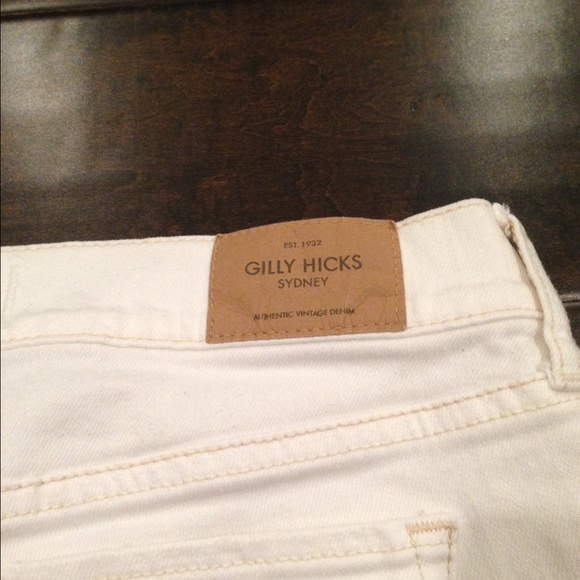 EST. 1932
GILLY HICKS
SYDNEY
AUTHENTIC VINTAGE DENIM